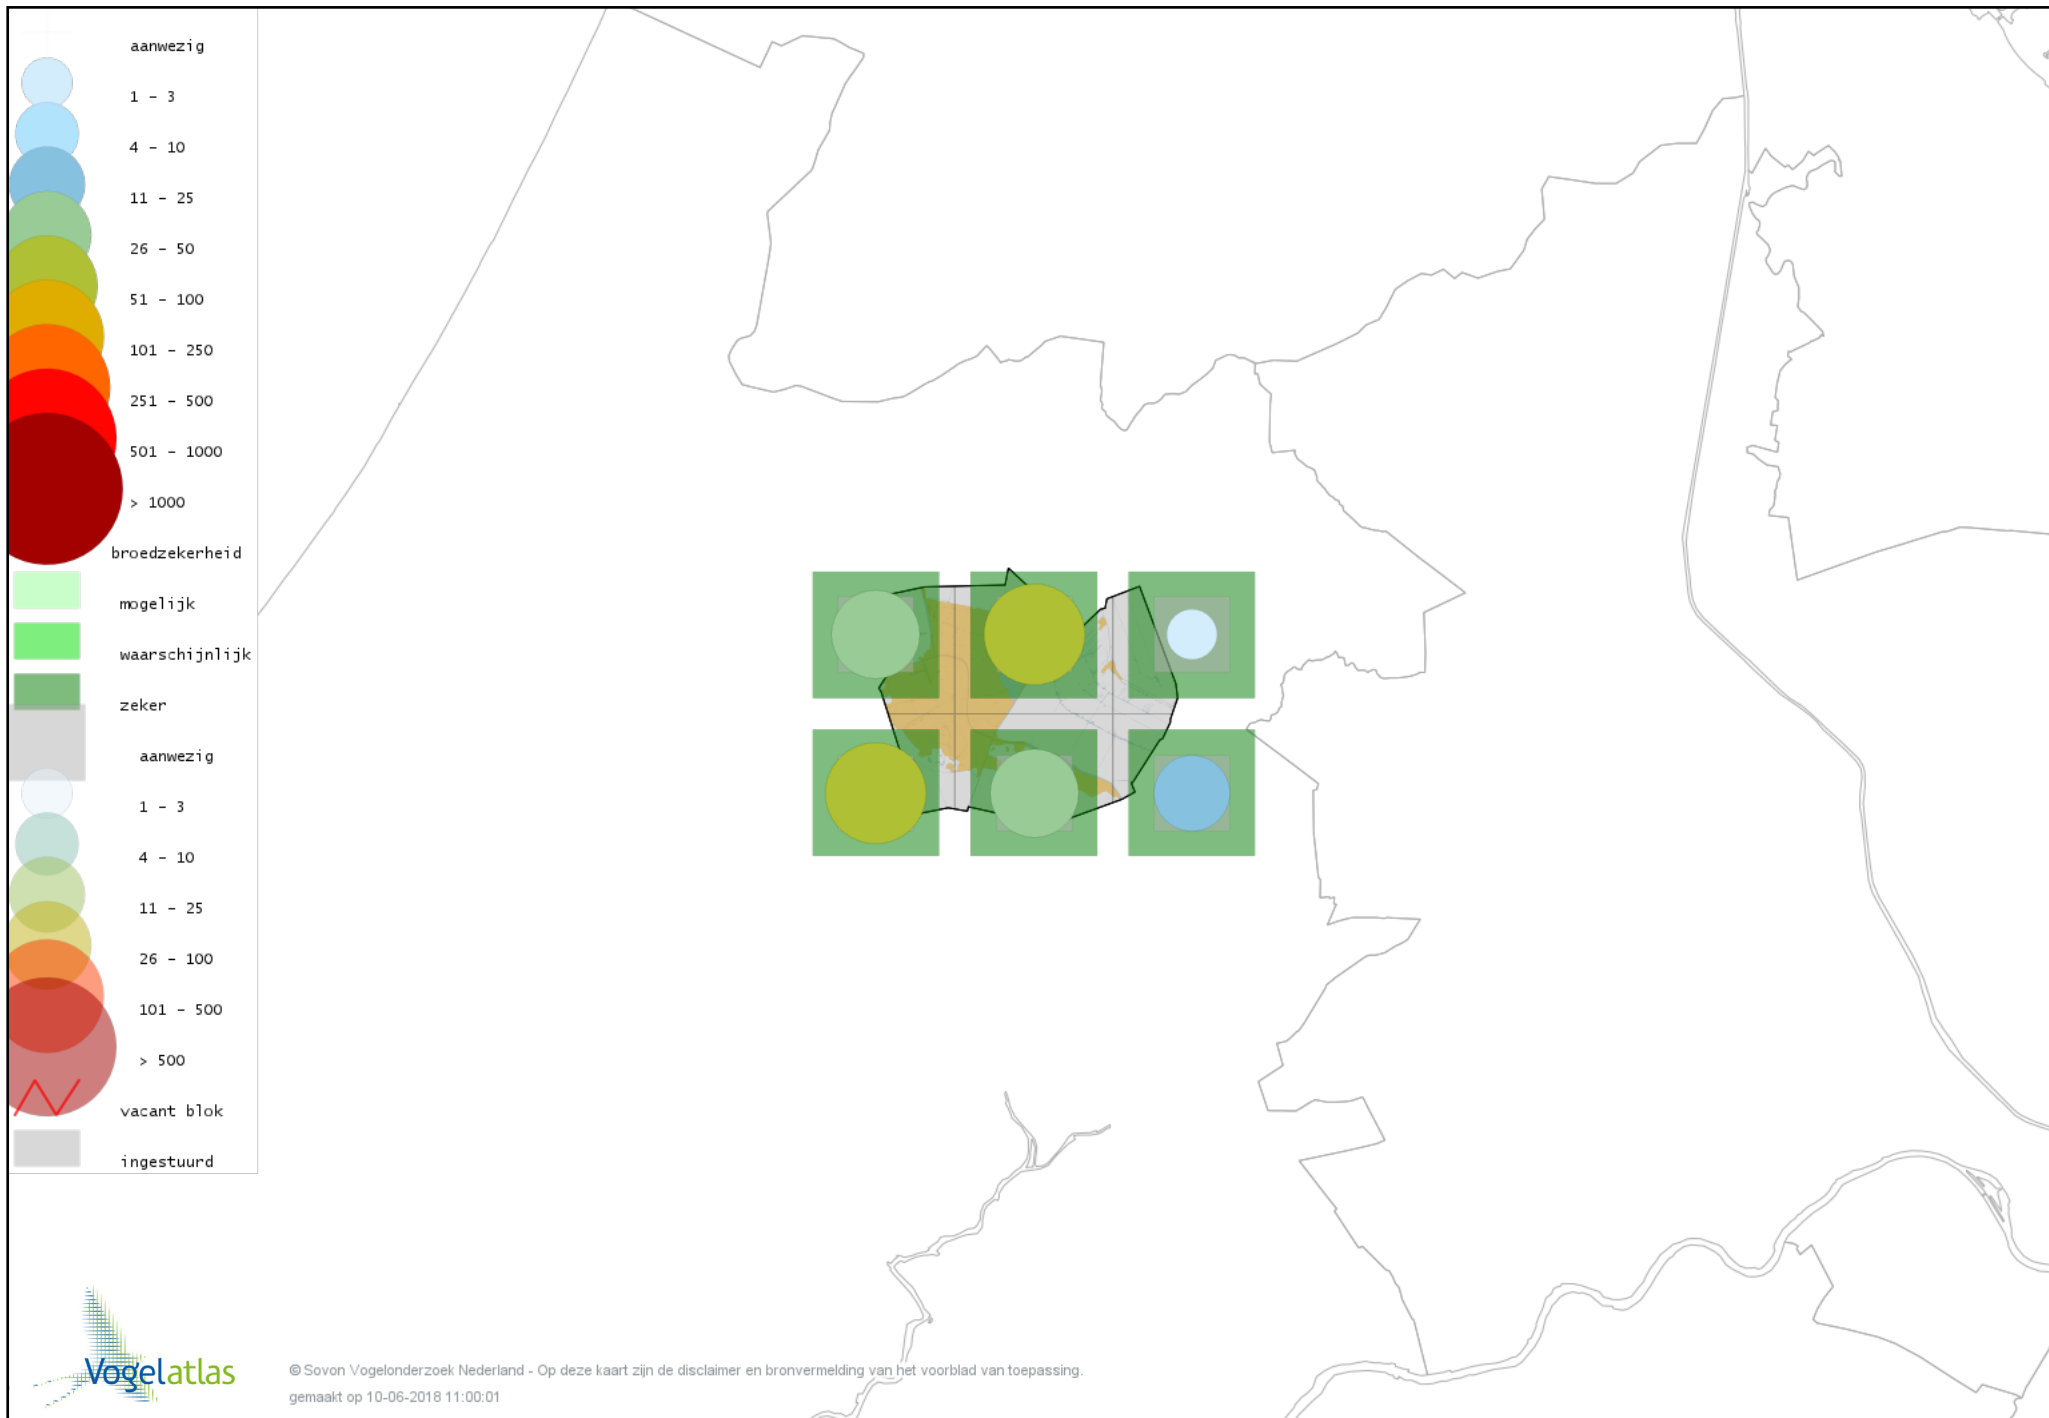 aanwezig
1 - 3
4 - 10
11 - 25
26 - 50
51 - 100
101 - 250
251 - 500
501 - 1000
> 1000
broedzekerheid
mogelijk
waarschijnlijk
zeker
aanwezig
1 - 3
4 - 10
11 - 25
26 - 100
101 - 500
> 500
vacant blok
ingestuurd
Vogelatlas
© Sovon Vogelonderzoek Nederland - Op deze kaart zijn de disclaimer en bronvermelding van het voorblad van toepassing.
gemaakt op 10-06-2018 11:00:01